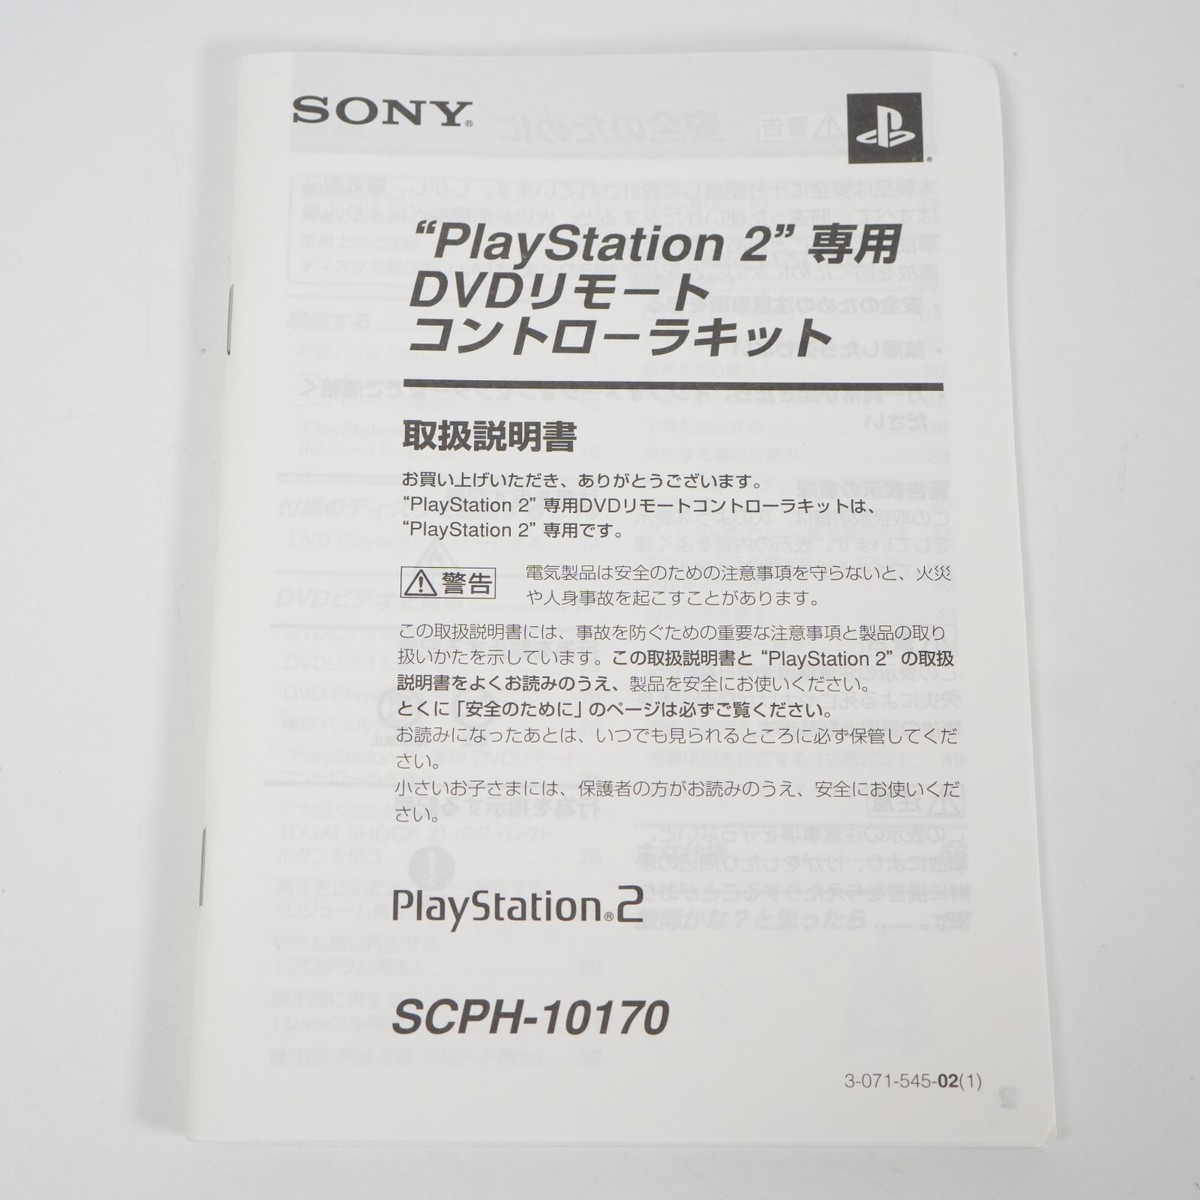 SONY®
"PlayStation 2" 専用
DVDリモート
コントローラキット
取扱説明書
お買い上げいただき、ありがとうございます。
"PlayStation 2" 専用DVDリモートコントローラキットは、
"PlayStation 2" 専用です。
警告
電気製品は安全のための注意事項を守らないと、火災
や人身事故を起こすことがあります。
この取扱説明書には、事故を防ぐための重要な注意事項と製品の取り
扱いかたを示しています。この取扱説明書と "PlayStation 2" の取扱
説明書をよくお読みのうえ、製品を安全にお使いください。
とくに「安全のために」のページは必ずご覧ください。
お読みになったあとは、いつでも見られるところに必ず保管してくだ
さい。
小さいお子さまには、保護者の方がお読みのうえ、安全にお使いくだ
さい。
PlayStation®2
SCPH-10170
3-071-545-02(1)